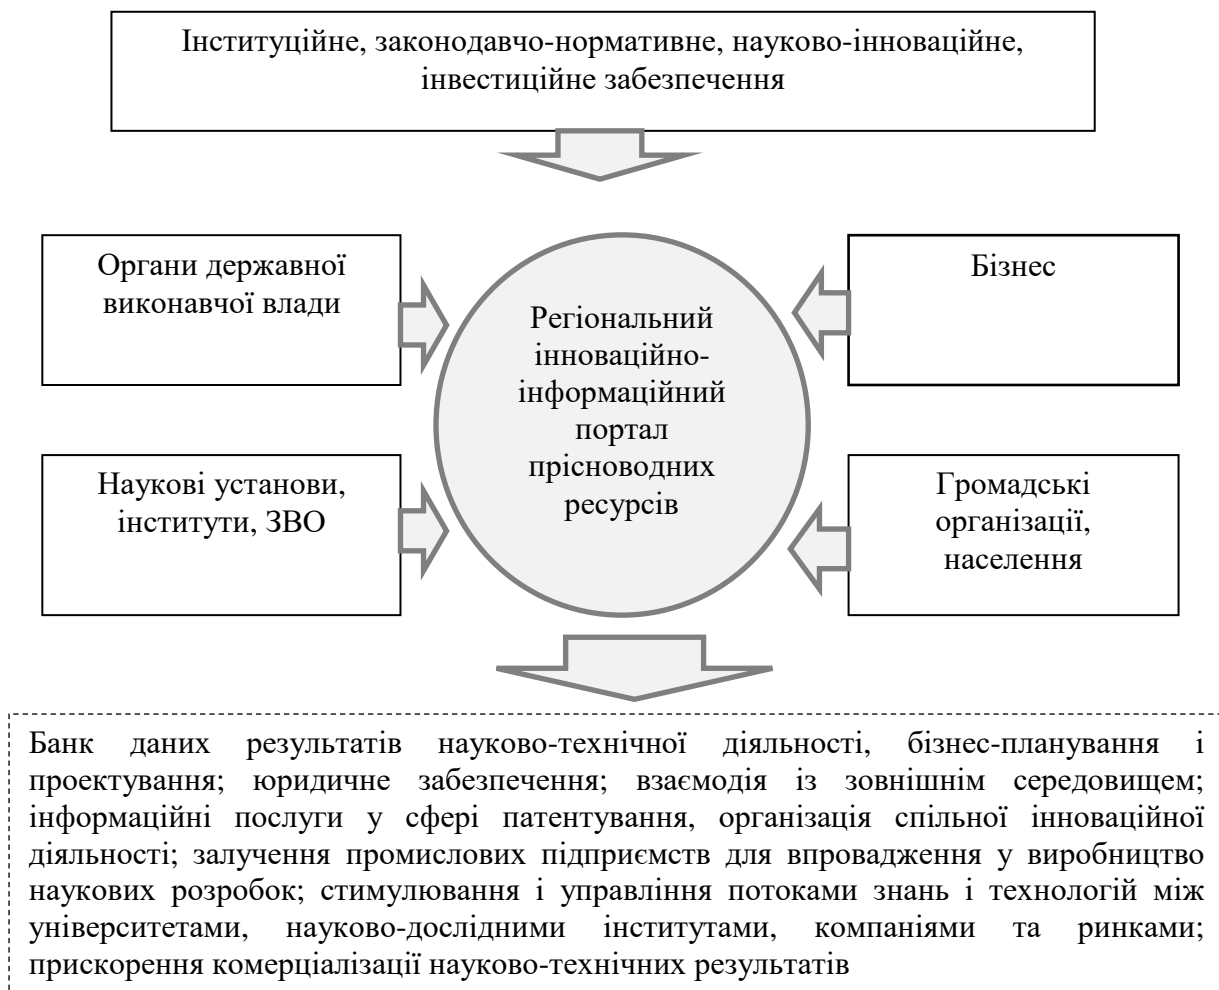 Інституційне, законодавчо-нормативне, науково-інноваційне,
інвестиційне забезпечення
Органи державної
виконавчої влади
Бізнес
Регіональний
інноваційно-
інформаційний
портал
прісноводних
ресурсів
Наукові установи,
інститути, ЗВО
Громадські
організації,
населення
Банк даних результатів науково-технічної діяльності, бізнес-планування і
проектування; юридичне забезпечення; взаємодія із зовнішнім середовищем;
інформаційні послуги у сфері патентування, організація спільної інноваційної
діяльності; залучення промислових підприємств для впровадження у виробництво
наукових розробок; стимулювання і управління потоками знань і технологій між
університетами, науково-дослідними інститутами, компаніями та ринками;
прискорення комерціалізації науково-технічних результатів